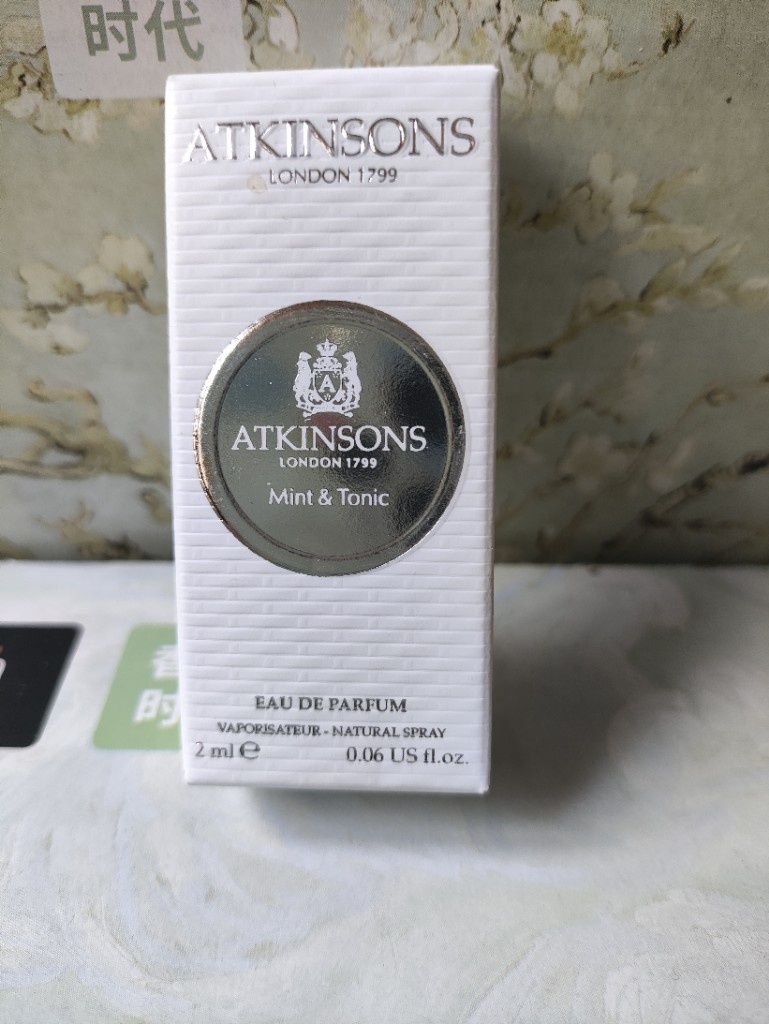 时代
ATKINSONS
LONDON 1799
A
ATKINSONS
LONDON 1799
Mint & Tonic
EAU DE PARFUM
VAPORISATEUR - NATURAL SPRAY
2 ml ℮ 0.06 US fl.oz.